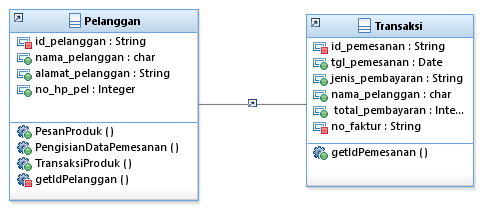 Pelanggan
id_pelanggan : String
nama_pelanggan : char
alamat_pelanggan : String
no_hp_pel : Integer
PesanProduk ()
PengisianDataPemesanan ()
TransaksiProduk ()
getIdPelanggan ()
Transaksi
id_pemesanan : String
tgl_pemesanan : Date
jenis_pembayaran : String
nama_pelanggan : char
total_pembayaran : Inte...
no_faktur : String
getIdPemesanan ()